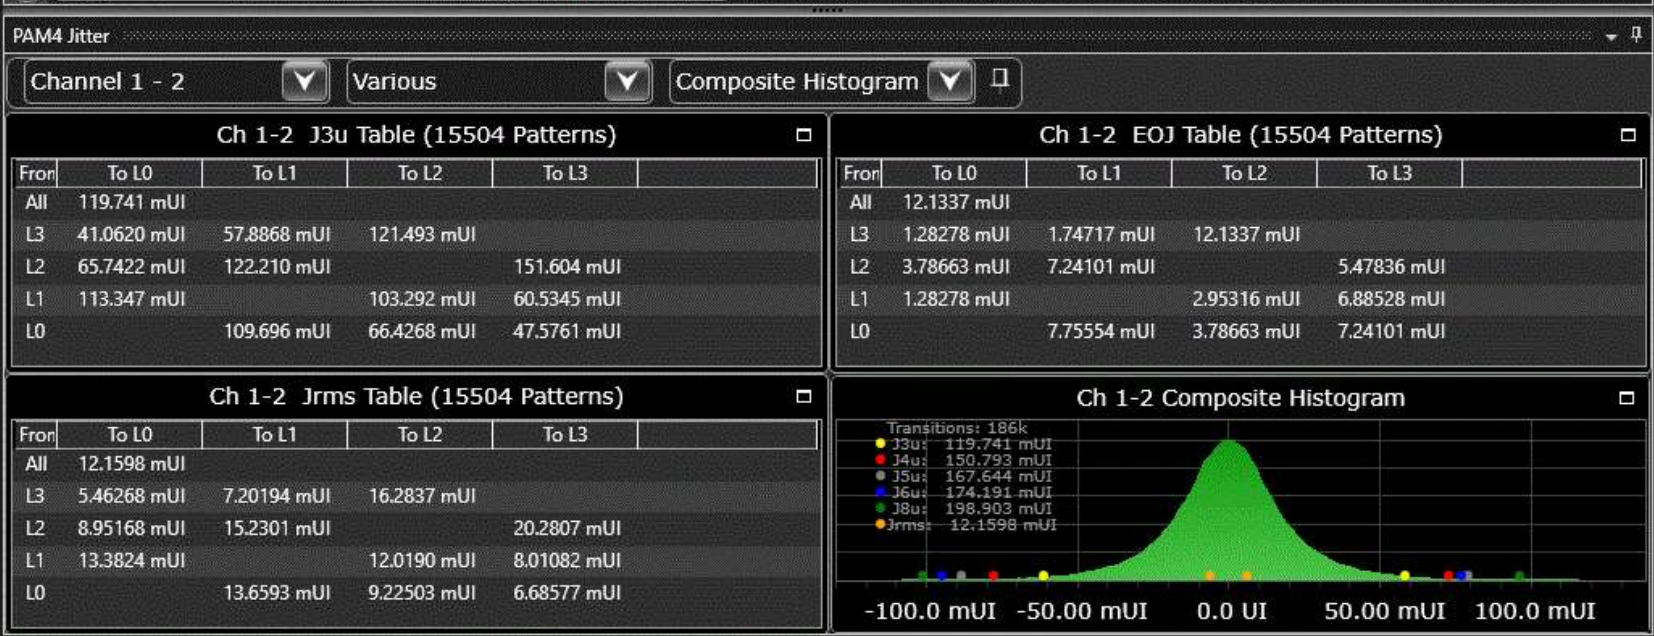 PAM4 Jitter
Channel 1 - 2 Various Composite Histogram
Ch 1-2 J3u Table (15504 Patterns)
Fron To L0 To L1 To L2 To L3
All 119.741 mUI
L3 41.0620 mUI 57.8868 mUI 121.493 mUI
L2 65.7422 mUI 122.210 mUI 151.604 mUI
L1 113.347 mUI 103.292 mUI 60.5345 mUI
L0 109.696 mUI 66.4268 mUI 47.5761 mUI
Ch 1-2 EOJ Table (15504 Patterns)
Fron To L0 To L1 To L2 To L3
All 12.1337 mUI
L3 1.28278 mUI 1.74717 mUI 12.1337 mUI
L2 3.78663 mUI 7.24101 mUI 5.47836 mUI
L1 1.28278 mUI 2.95316 mUI 6.88528 mUI
L0 7.75554 mUI 3.78663 mUI 7.24101 mUI
Ch 1-2 Jrms Table (15504 Patterns)
Fron To L0 To L1 To L2 To L3
All 12.1598 mUI
L3 5.46268 mUI 7.20194 mUI 16.2837 mUI
L2 8.95168 mUI 15.2301 mUI 20.2807 mUI
L1 13.3824 mUI 12.0190 mUI 8.01082 mUI
L0 13.6593 mUI 9.22503 mUI 6.68577 mUI
Ch 1-2 Composite Histogram
Transitions: 186k
J3u: 119.741 mUI
J4u: 150.793 mUI
J5u: 167.644 mUI
J6u: 174.191 mUI
J8u: 198.903 mUI
Jrms: 12.1598 mUI
-100.0 mUI -50.00 mUI 0.0 UI 50.00 mUI 100.0 mUI